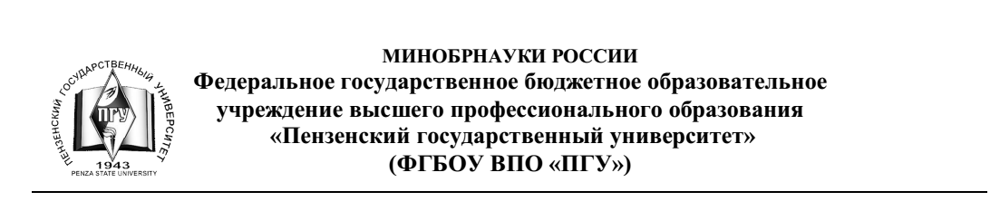 МИНОБРНАУКИ РОССИИ
Федеральное государственное бюджетное образовательное
учреждение высшего профессионального образования
«Пензенский государственный университет»
(ФГБОУ ВПО «ПГУ»)
ПЕНЗЕНСКИЙ ГОСУДАРСТВЕННЫЙ УНИВЕРСИТЕТ
ПГУ
1943
PENZA STATE UNIVERSITY